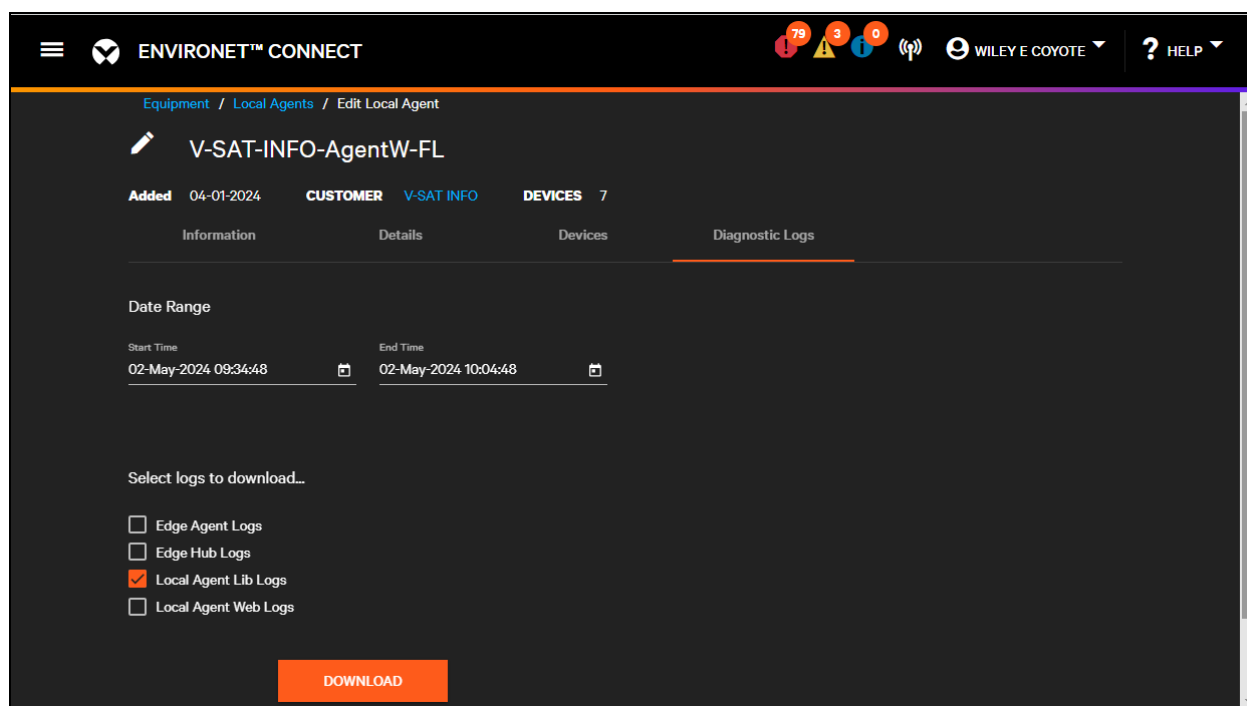 ENVIRONET™ CONNECT 79 3 0 WILEY E COYOTE ? HELP
Equipment / Local Agents / Edit Local Agent
V-SAT-INFO-AgentW-FL
Added 04-01-2024 CUSTOMER V-SAT INFO DEVICES 7
Information Details Devices Diagnostic Logs
Date Range
Start Time End Time
02-May-2024 09:34:48 02-May-2024 10:04:48
Select logs to download...
Edge Agent Logs
Edge Hub Logs
Local Agent Lib Logs
Local Agent Web Logs
DOWNLOAD